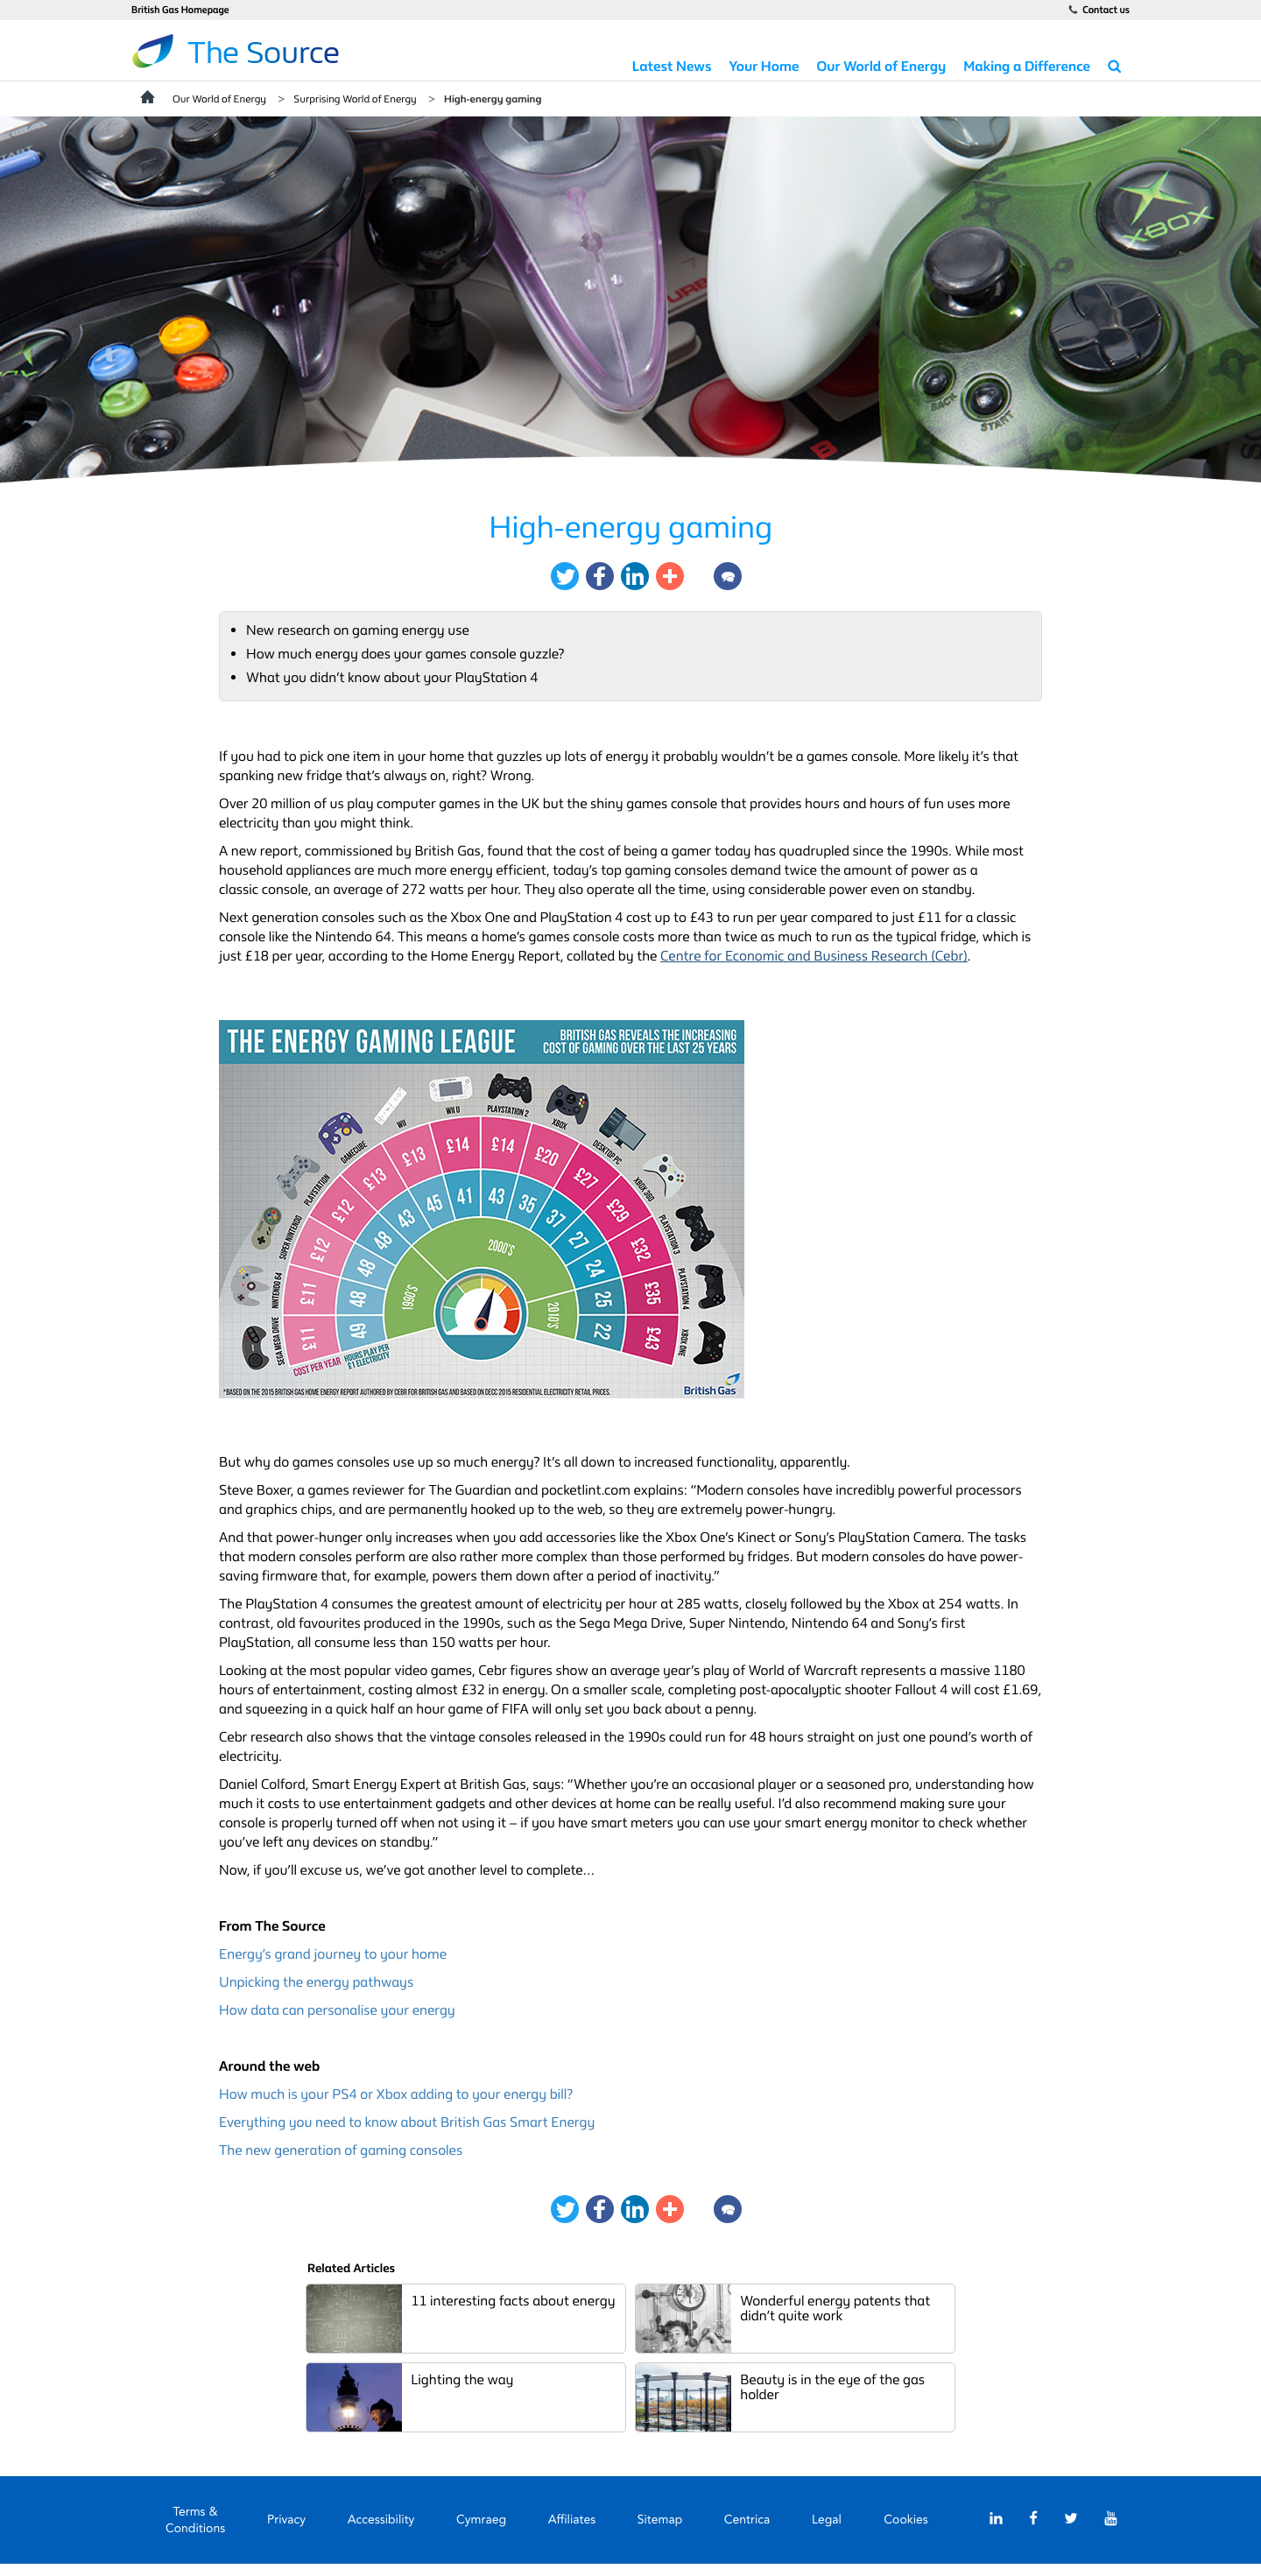 British Gas Homepage
Contact us
The Source
Latest News Your Home Our World of Energy Making a Difference
Our World of Energy > Surprising World of Energy > High-energy gaming
START
XBOX
TURBO
BACK
START
B
High-energy gaming
• New research on gaming energy use
• How much energy does your games console guzzle?
• What you didn't know about your PlayStation 4
If you had to pick one item in your home that guzzles up lots of energy it probably wouldn't be a games console. More likely it's that
spanking new fridge that's always on, right? Wrong.
Over 20 million of us play computer games in the UK but the shiny games console that provides hours and hours of fun uses more
electricity than you might think.
A new report, commissioned by British Gas, found that the cost of being a gamer today has quadrupled since the 1990s. While most
household appliances are much more energy efficient, today's top gaming consoles demand twice the amount of power as a
classic console, an average of 272 watts per hour. They also operate all the time, using considerable power even on standby.
Next generation consoles such as the Xbox One and PlayStation 4 cost up to £43 to run per year compared to just £11 for a classic
console like the Nintendo 64. This means a home's games console costs more than twice as much to run as the typical fridge, which is
just £18 per year, according to the Home Energy Report, collated by the Centre for Economic and Business Research (Cebr).
THE ENERGY GAMING LEAGUE
BRITISH GAS REVEALS THE INCREASING
COST OF GAMING OVER THE LAST 25 YEARS
SEGA MEGA DRIVE £11 49
NINTENDO 64 £11 48
SUPER NINTENDO £12 48
PLAYSTATION £12 48
GAMECUBE £13 43
WII £13 45
WII U £14 41
PLAYSTATION 2 £14 43
XBOX £20 35
DESKTOP PC £27 37
XBOX 360 £29 27
PLAYSTATION 3 £32 24
PLAYSTATION 4 £35 25
XBOX ONE £43 22
1990'S
2000'S
2010'S
COST PER YEAR
HOURS PLAY PER
£1 ELECTRICITY
*BASED ON THE 2015 BRITISH GAS HOME ENERGY REPORT AUTHORED BY CEBR FOR BRITISH GAS AND BASED ON DECC 2015 RESIDENTIAL ELECTRICITY RETAIL PRICES.
British Gas
But why do games consoles use up so much energy? It's all down to increased functionality, apparently.
Steve Boxer, a games reviewer for The Guardian and pocketlint.com explains: "Modern consoles have incredibly powerful processors
and graphics chips, and are permanently hooked up to the web, so they are extremely power-hungry.
And that power-hunger only increases when you add accessories like the Xbox One's Kinect or Sony's PlayStation Camera. The tasks
that modern consoles perform are also rather more complex than those performed by fridges. But modern consoles do have power-
saving firmware that, for example, powers them down after a period of inactivity."
The PlayStation 4 consumes the greatest amount of electricity per hour at 285 watts, closely followed by the Xbox at 254 watts. In
contrast, old favourites produced in the 1990s, such as the Sega Mega Drive, Super Nintendo, Nintendo 64 and Sony's first
PlayStation, all consume less than 150 watts per hour.
Looking at the most popular video games, Cebr figures show an average year's play of World of Warcraft represents a massive 1180
hours of entertainment, costing almost £32 in energy. On a smaller scale, completing post-apocalyptic shooter Fallout 4 will cost £1.69,
and squeezing in a quick half an hour game of FIFA will only set you back about a penny.
Cebr research also shows that the vintage consoles released in the 1990s could run for 48 hours straight on just one pound's worth of
electricity.
Daniel Colford, Smart Energy Expert at British Gas, says: "Whether you're an occasional player or a seasoned pro, understanding how
much it costs to use entertainment gadgets and other devices at home can be really useful. I'd also recommend making sure your
console is properly turned off when not using it – if you have smart meters you can use your smart energy monitor to check whether
you've left any devices on standby."
Now, if you'll excuse us, we've got another level to complete…
From The Source
Energy's grand journey to your home
Unpicking the energy pathways
How data can personalise your energy
Around the web
How much is your PS4 or Xbox adding to your energy bill?
Everything you need to know about British Gas Smart Energy
The new generation of gaming consoles
Related Articles
11 interesting facts about energy
Wonderful energy patents that
didn't quite work
Lighting the way
Beauty is in the eye of the gas
holder
Terms &
Conditions
Privacy Accessibility Cymraeg Affiliates Sitemap Centrica Legal Cookies